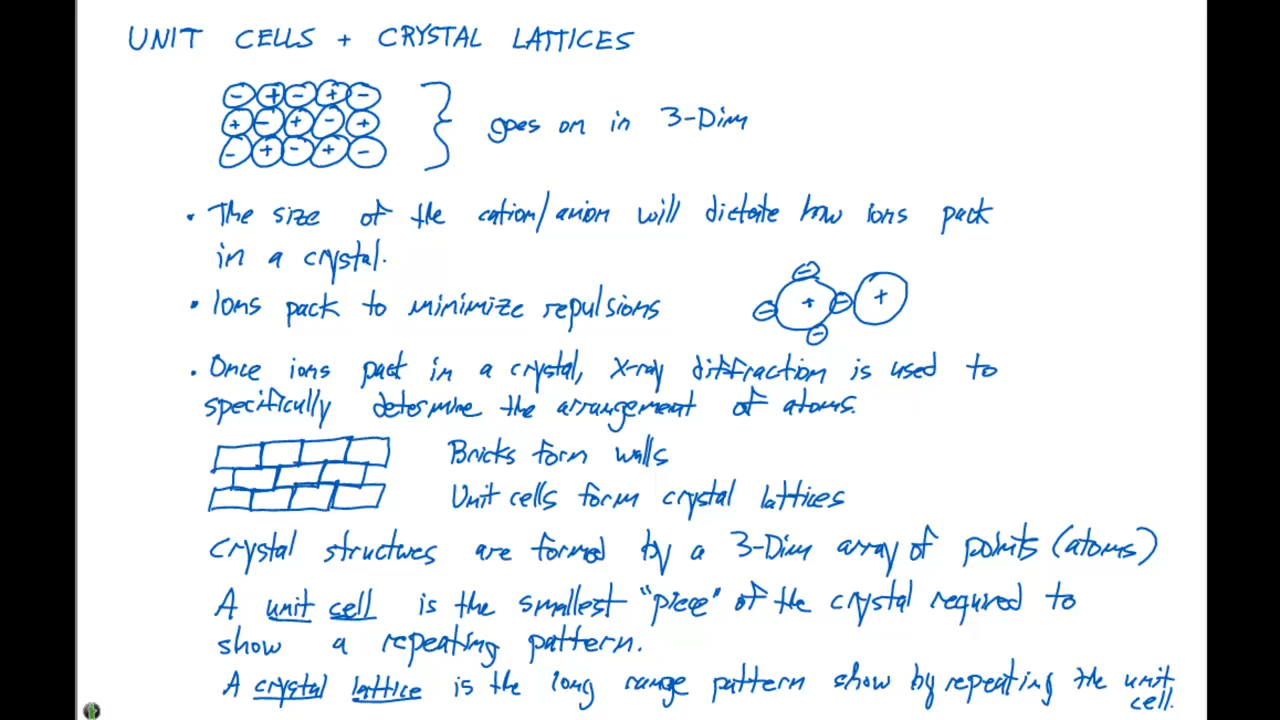 UNIT CELLS + CRYSTAL LATTICES
- + - + -
+ - + - +
- + - + -
goes on in 3-Dim
• The size of the cation/anion will dictate how ions pack
in a crystal.
• Ions pack to minimize repulsions
-
- + - +
-
• Once ions pack in a crystal, x-ray diffraction is used to
specifically determine the arrangement of atoms.
Bricks form walls
Unit cells form crystal lattices
Crystal structures are formed by a 3-Dim array of points (atoms)
A unit cell is the smallest "piece" of the crystal required to
show a repeating pattern.
A crystal lattice is the long range pattern show by repeating the unit
cell.